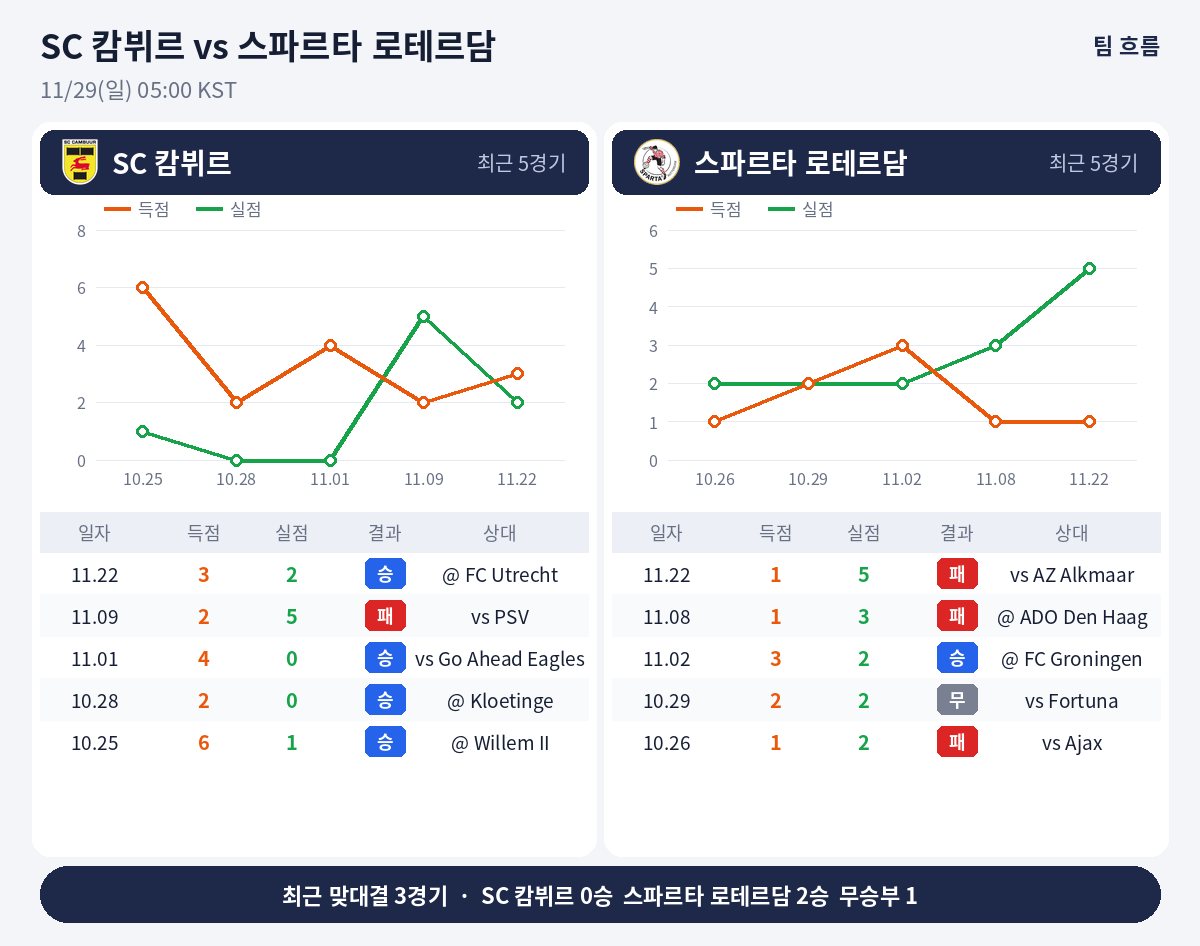 SC 캄뷔르 vs 스파르타 로테르담
팀 흐름
11/29(일) 05:00 KST
SC CAMBUUR
SC 캄뷔르
최근 5경기
득점 실점
8
6
4
2
0
10.25 10.28 11.01 11.09 11.22
일자 득점 실점 결과 상대
11.22 3 2 승 @ FC Utrecht
11.09 2 5 패 vs PSV
11.01 4 0 승 vs Go Ahead Eagles
10.28 2 0 승 @ Kloetinge
10.25 6 1 승 @ Willem II
SPARTA
스파르타 로테르담
최근 5경기
득점 실점
6
5
4
3
2
1
0
10.26 10.29 11.02 11.08 11.22
일자 득점 실점 결과 상대
11.22 1 5 패 vs AZ Alkmaar
11.08 1 3 패 @ ADO Den Haag
11.02 3 2 승 @ FC Groningen
10.29 2 2 무 vs Fortuna
10.26 1 2 패 vs Ajax
최근 맞대결 3경기 · SC 캄뷔르 0승 스파르타 로테르담 2승 무승부 1